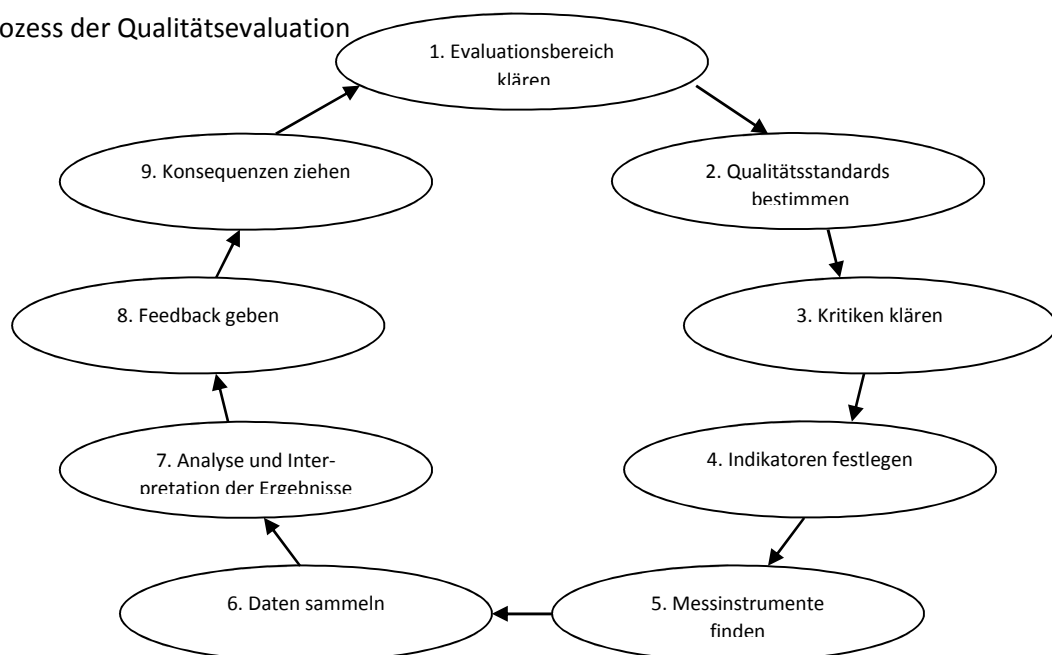 rozess der Qualitätsevaluation
1. Evaluationsbereich
klären
2. Qualitätsstandards
bestimmen
3. Kritiken klären
4. Indikatoren festlegen
5. Messinstrumente
finden
6. Daten sammeln
7. Analyse und Inter-
pretation der Ergebnisse
8. Feedback geben
9. Konsequenzen ziehen